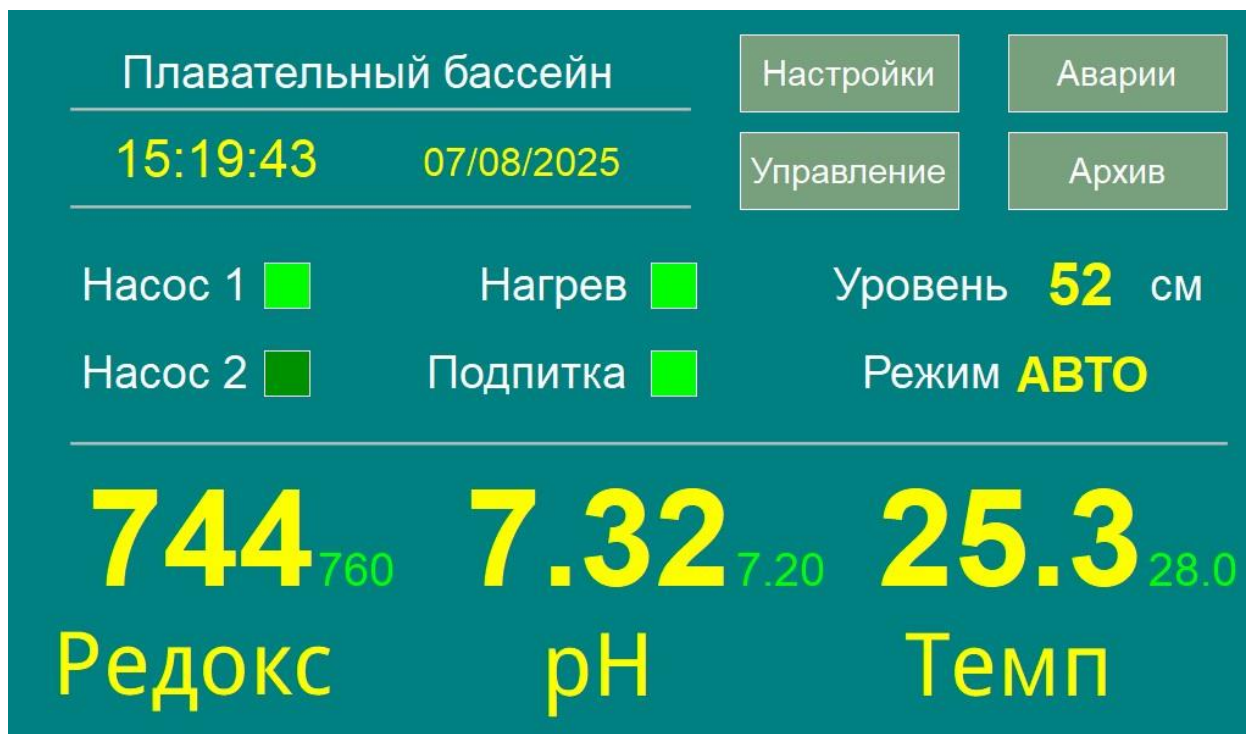 Плавательный бассейн
Настройки
Аварии
15:19:43 07/08/2025
Управление
Архив
Насос 1 Нагрев Уровень 52 см
Насос 2 Подпитка Режим АВТО
744 760 7.32 7.20 25.3 28.0
Редокс pH Темп